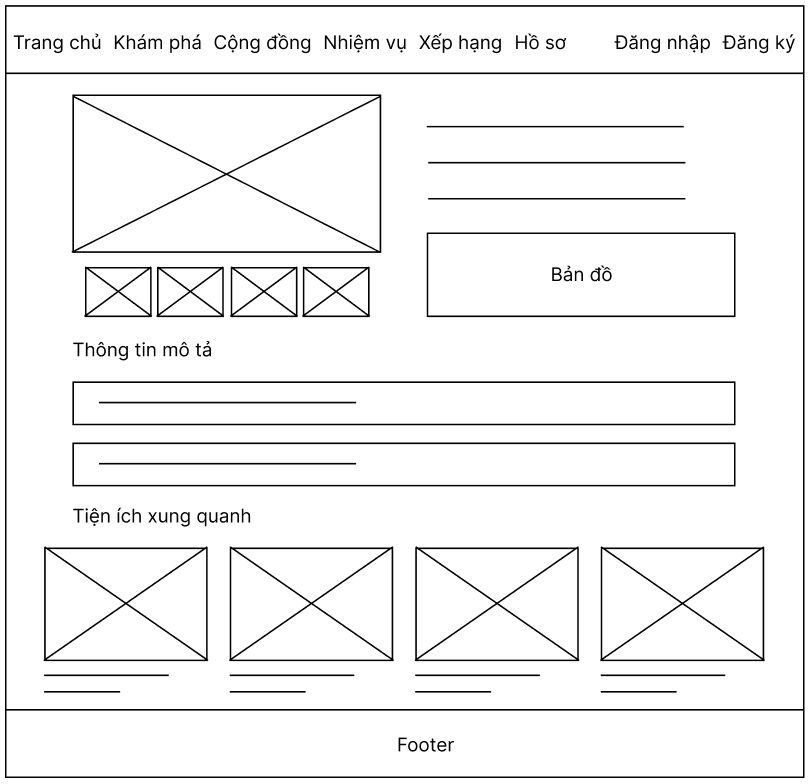 Trang chủ Khám phá Cộng đồng Nhiệm vụ Xếp hạng Hồ sơ Đăng nhập Đăng ký
Bản đồ
Thông tin mô tả
Tiện ích xung quanh
Footer